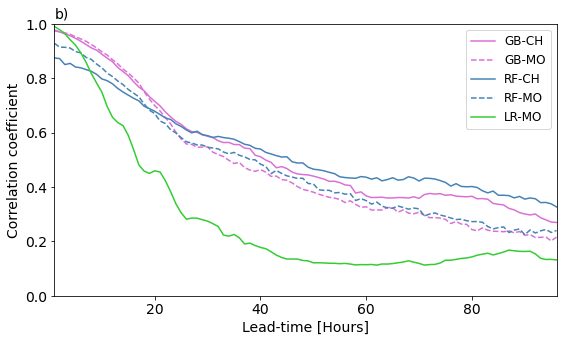 b)
1.0
0.8
0.6
0.4
0.2
0.0
Correlation coefficient
GB-CH
GB-MO
RF-CH
RF-MO
LR-MO
20 40 60 80
Lead-time [Hours]